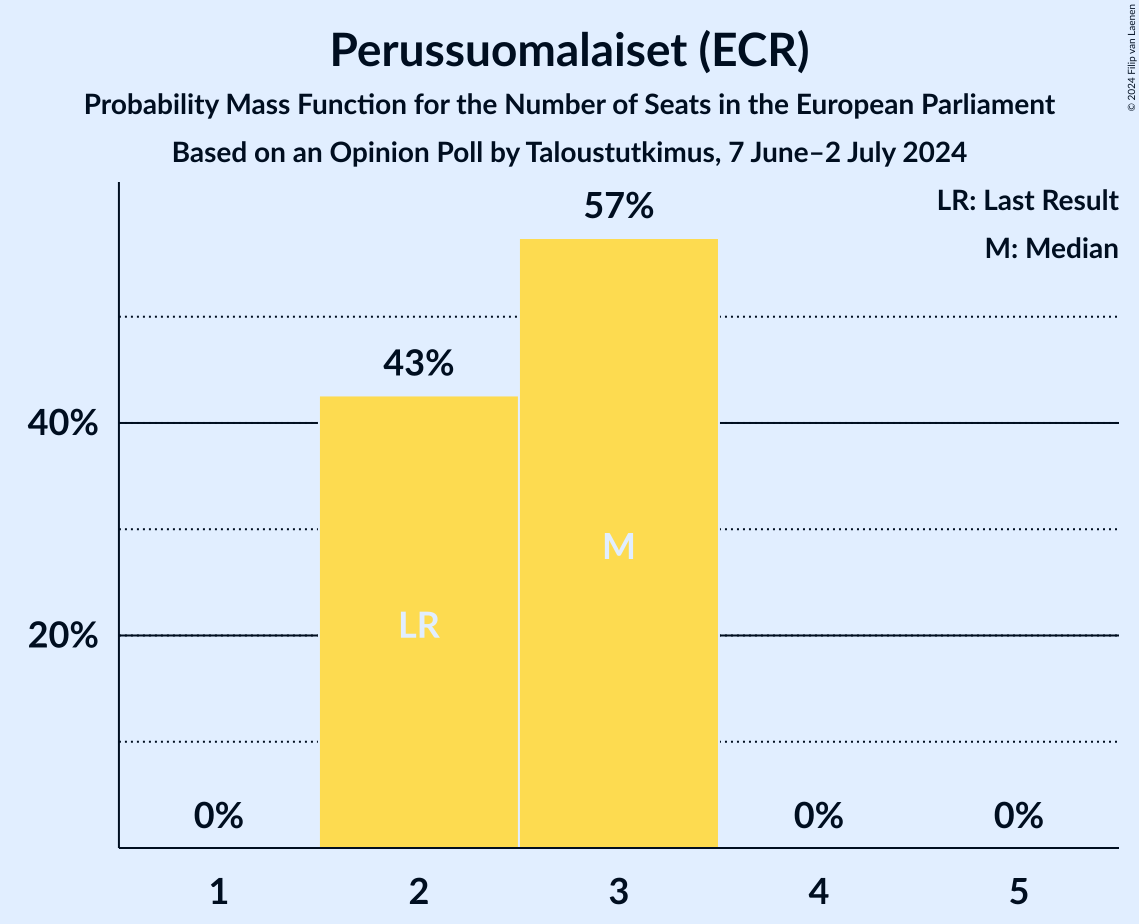 Perussuomalaiset (ECR)
Probability Mass Function for the Number of Seats in the European Parliament
Based on an Opinion Poll by Taloustutkimus, 7 June–2 July 2024
© 2024 Filip van Laenen
LR: Last Result
M: Median
57%
43%
40%
M
LR
20%
0%
0%
0%
1
2
3
4
5